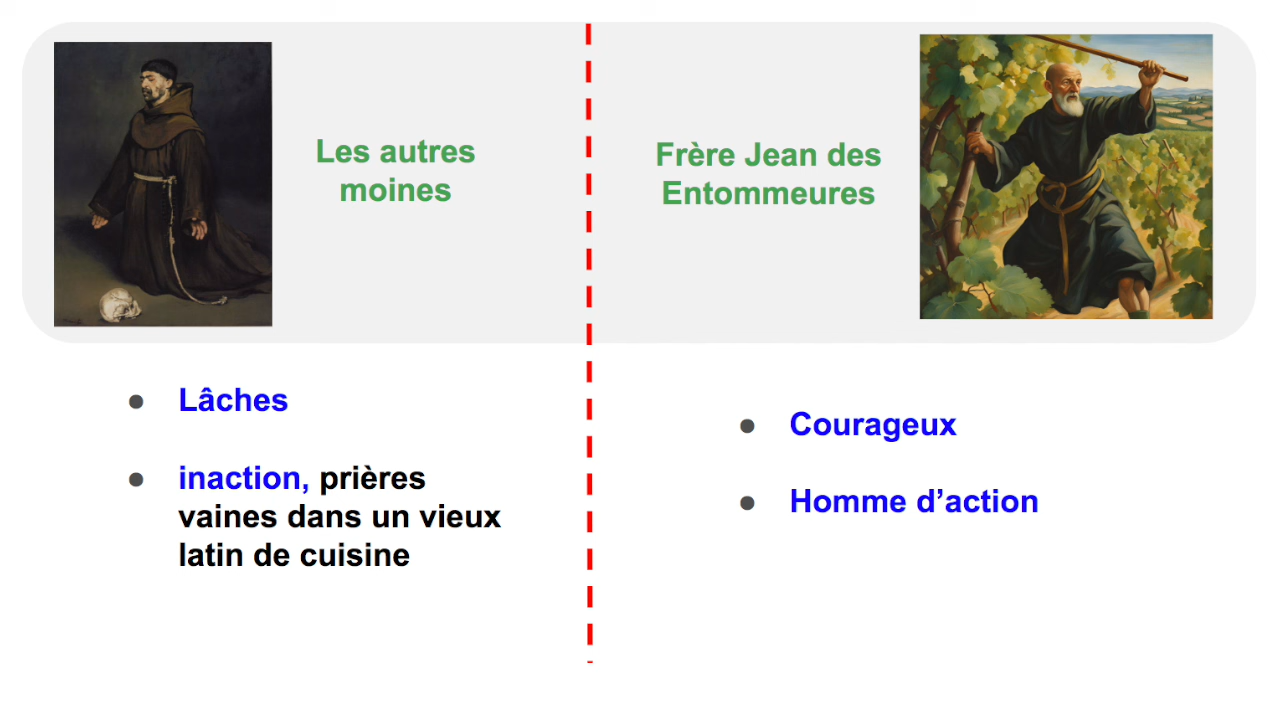 Les autres
moines
Frère Jean des
Entommeures
● Lâches
● inaction, prières
vaines dans un vieux
latin de cuisine
● Courageux
● Homme d’action